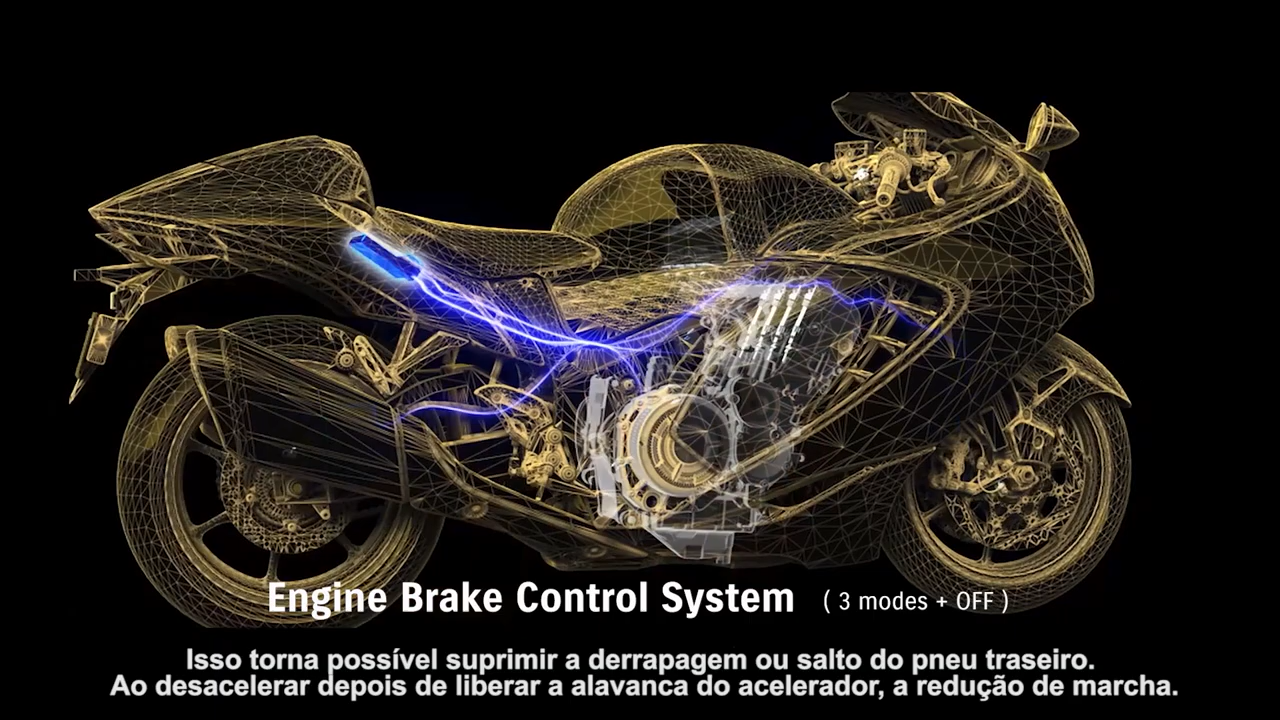 Engine Brake Control System ( 3 modes + OFF )
Isso torna possível suprimir a derrapagem ou salto do pneu traseiro.
Ao desacelerar depois de liberar a alavanca do acelerador, a redução de marcha.